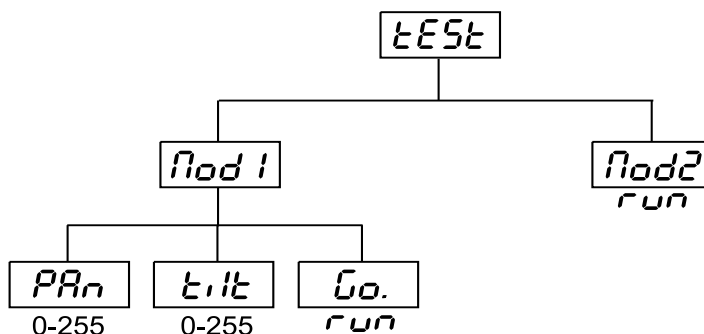 tESt
Mod1 Mod2
run
PAn tilt Go.
0-255 0-255 run